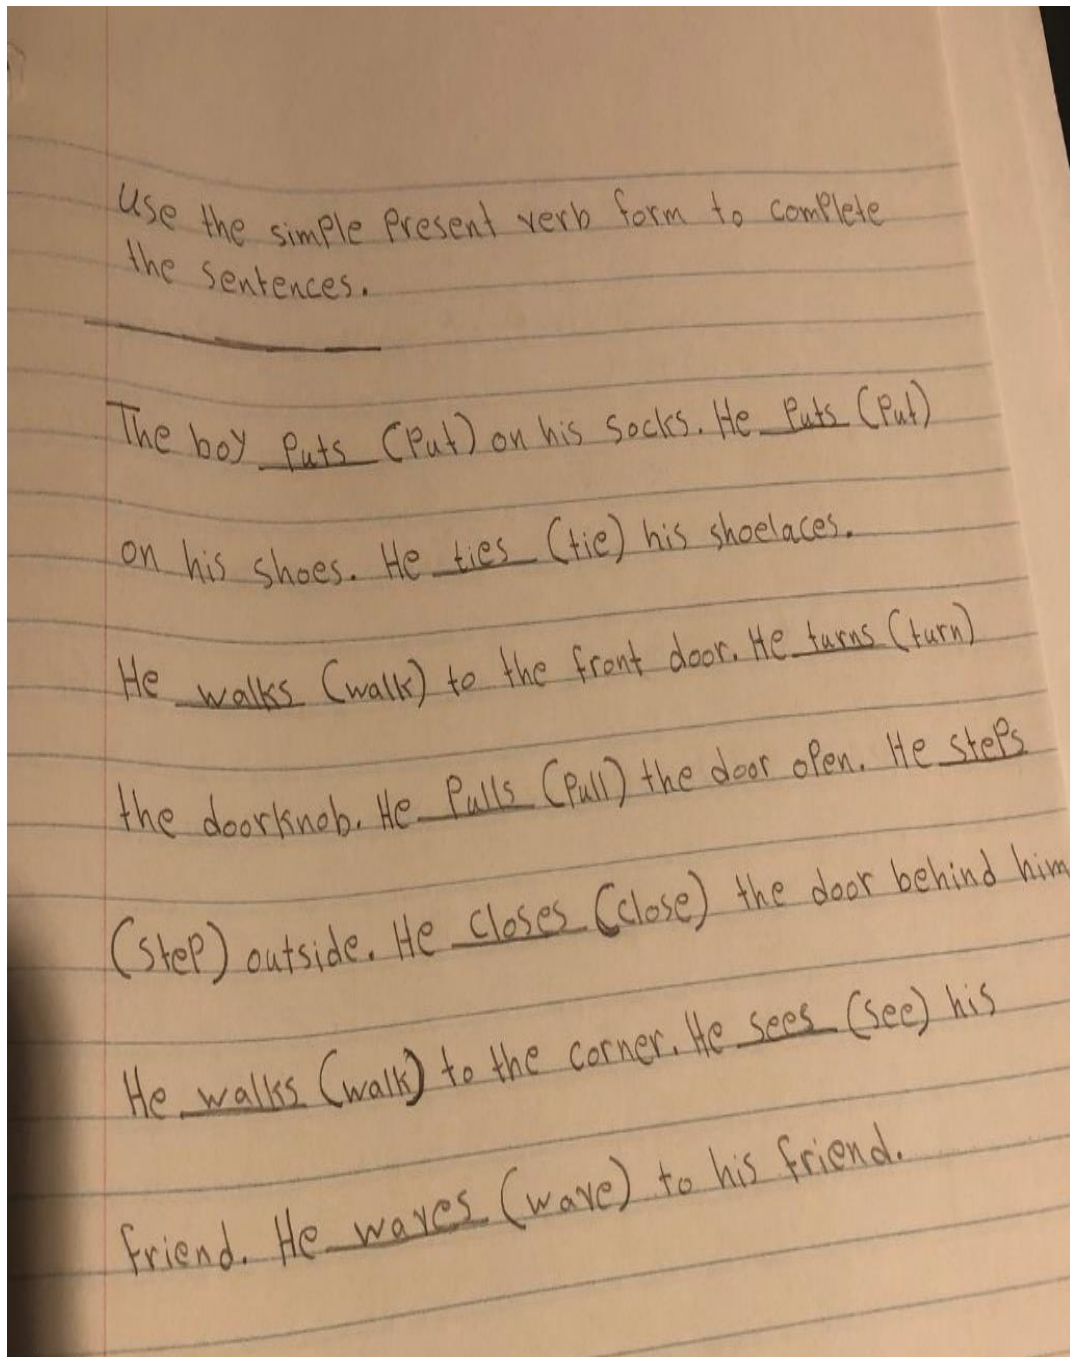 Use the simple Present verb form to complete
the sentences.
The boy Puts (Put) on his socks. He Puts (Put)
on his shoes. He ties (tie) his shoelaces.
He walks (walk) to the front door. He turns (turn)
the doorknob. He Pulls (Pull) the door open. He steps
(step) outside. He closes (close) the door behind him
He walks (walk) to the corner. He sees (see) his
friend. He waves (wave) to his friend.